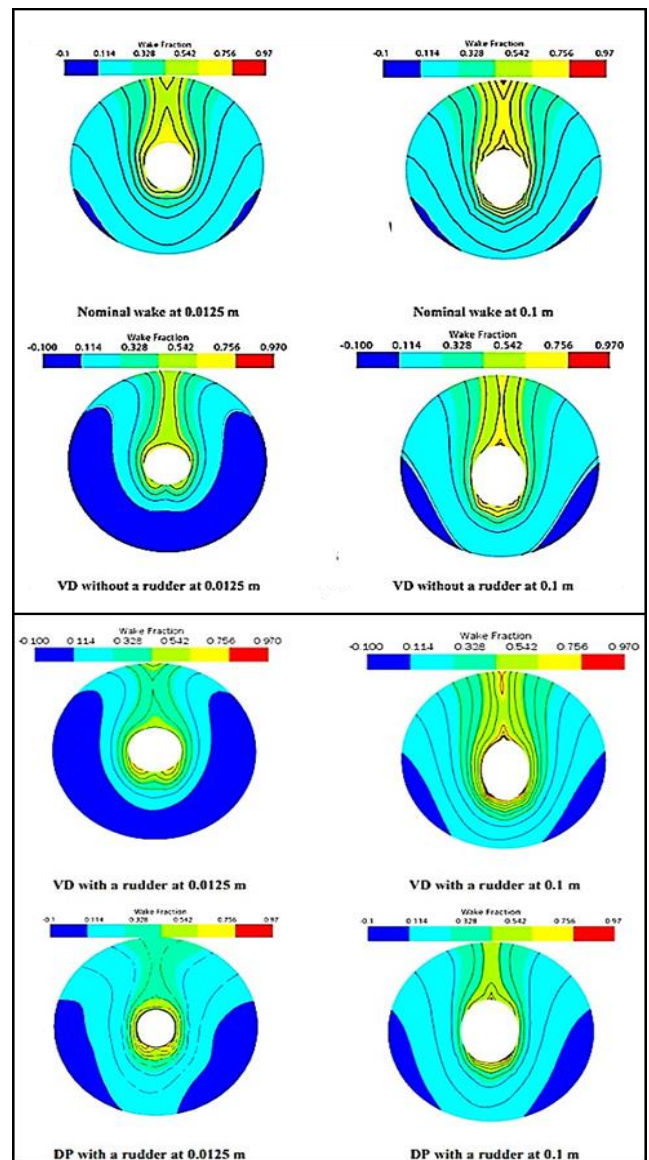 Wake Fraction
-0.1 0.114 0.328 0.542 0.756 0.97
Wake Fraction
-0.1 0.114 0.328 0.542 0.756 0.97
Nominal wake at 0.0125 m
Nominal wake at 0.1 m
Wake Fraction
-0.100 0.114 0.328 0.542 0.756 0.970
Wake Fraction
-0.100 0.114 0.328 0.542 0.756 0.970
VD without a rudder at 0.0125 m
VD without a rudder at 0.1 m
Wake Fraction
-0.100 0.114 0.328 0.542 0.756 0.970
Wake Fraction
-0.100 0.114 0.328 0.542 0.756 0.970
VD with a rudder at 0.0125 m
VD with a rudder at 0.1 m
Wake Fraction
-0.1 0.114 0.328 0.542 0.756 0.97
Wake Fraction
-0.1 0.114 0.328 0.542 0.756 0.97
DP with a rudder at 0.0125 m
DP with a rudder at 0.1 m